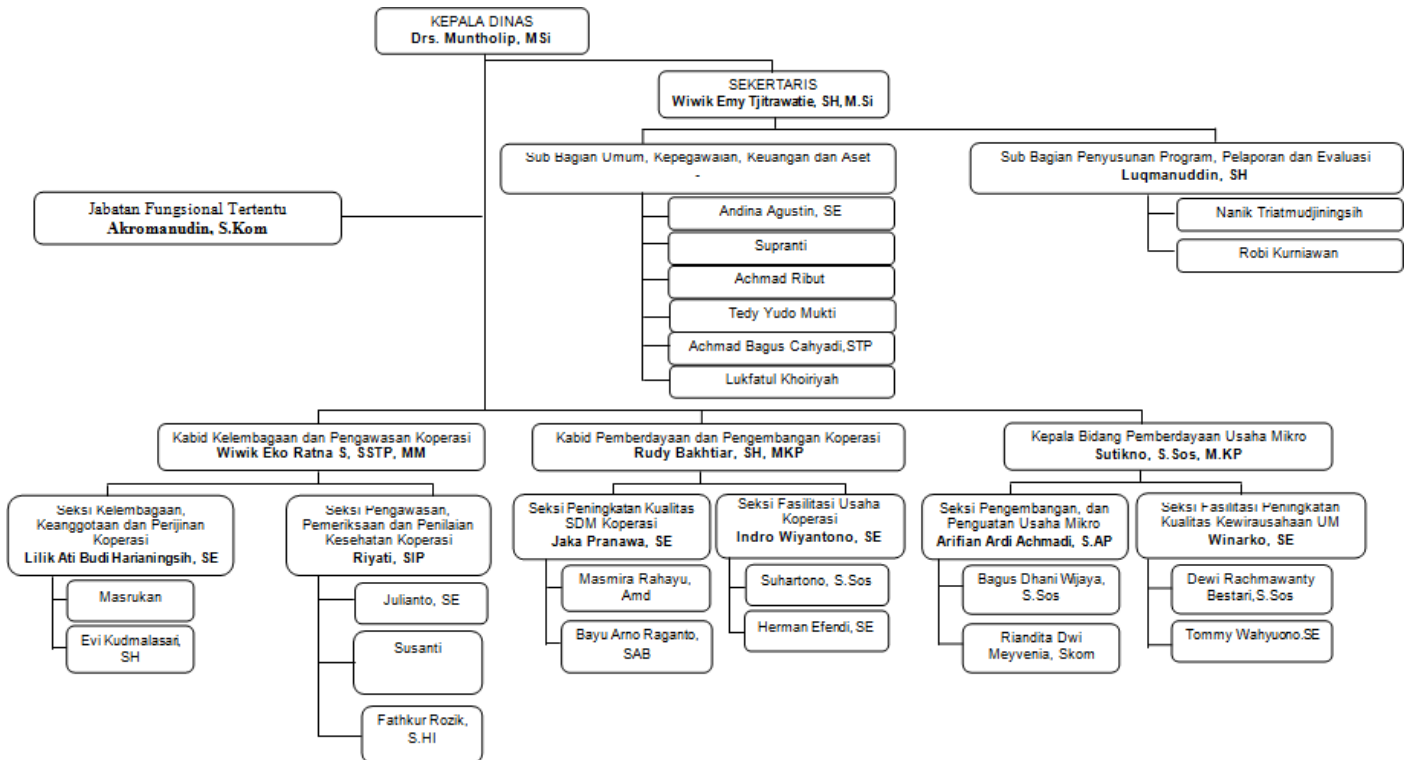 KEPALA DINAS
Drs. Muntholip, MSi
SEKERTARIS
Wiwik Emy Tjitrawatie, SH, M.Si
Sub Bagian Umum, Kepegawaian, Keuangan dan Aset
-
Sub Bagian Penyusunan Program, Pelaporan dan Evaluasi
Luqmanuddin, SH
Jabatan Fungsional Tertentu
Akromanudin, S.Kom
Andina Agustin, SE
Supranti
Achmad Ribut
Tedy Yudo Mukti
Achmad Bagus Cahyadi,STP
Lukfatul Khoiriyah
Nanik Triatmudjiningsih
Robi Kurniawan
Kabid Kelembagaan dan Pengawasan Koperasi
Wiwik Eko Ratna S, SSTP, MM
Kabid Pemberdayaan dan Pengembangan Koperasi
Rudy Bakhtiar, SH, MKP
Kepala Bidang Pemberdayaan Usaha Mikro
Sutikno, S.Sos, M.KP
Seksi Kelembagaan,
Keanggotaan dan Perijinan
Koperasi
Lilik Ati Budi Harianingsih, SE
Masrukan
Evi Kudmalasari,
SH
Seksi Pengawasan,
Pemeriksaan dan Penilaian
Kesehatan Koperasi
Riyati, SIP
Julianto, SE
Susanti
Fathkur Rozik,
S.HI
Seksi Peningkatan Kualitas
SDM Koperasi
Jaka Pranawa, SE
Masmira Rahayu,
Amd
Bayu Arno Raganto,
SAB
Seksi Fasilitasi Usaha
Koperasi
Indro Wiyantono, SE
Suhartono, S.Sos
Herman Efendi, SE
Seksi Pengembangan, dan
Penguatan Usaha Mikro
Arifian Ardi Achmadi, S.AP
Bagus Dhani Wijaya,
S.Sos
Riandita Dwi
Meyvenia, Skom
Seksi Fasilitasi Peningkatan
Kualitas Kewirausahaan UM
Winarko, SE
Dewi Rachmawanty
Bestari,S.Sos
Tommy Wahyuono.SE